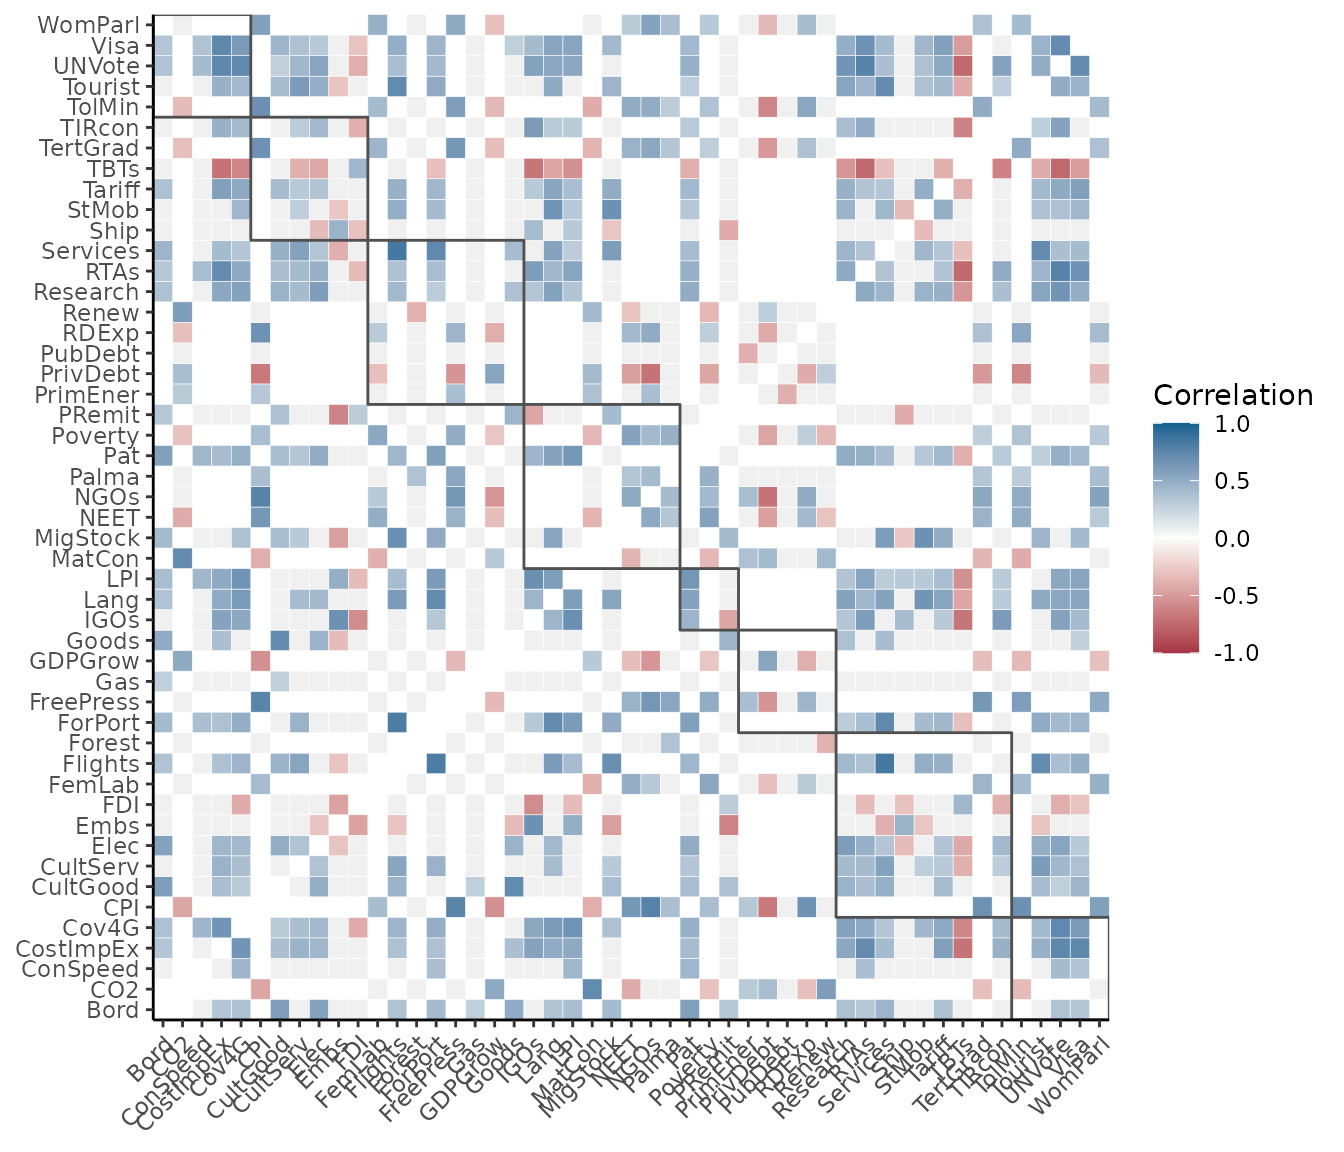 WomParl
Visa
UNVote
Tourist
TolMin
TIRcon
TertGrad
TBTs
Tariff
StMob
Ship
Services
RTAs
Research
Renew
RDExp
PubDebt
PrivDebt
PrimEner
PRemit
Poverty
Pat
Palma
NGOs
NEET
MigStock
MatCon
LPI
Lang
IGOs
Goods
GDPGrow
Gas
FreePress
ForPort
Forest
Flights
FemLab
FDI
Embs
Elec
CultServ
CultGood
CPI
Cov4G
CostImpEx
ConSpeed
CO2
Bord
Bord
CO2
ConSpeed
CostImpEx
Cov4G
CPI
CultGood
CultServ
Elec
Embs
FDI
FemLab
Flights
Forest
ForPort
FreePress
Gas
GDPGrow
Goods
IGOs
Lang
LPI
MatCon
MigStock
NEET
NGOs
Palma
Pat
Poverty
PRemit
PrimEner
PrivDebt
PubDebt
RDExp
Renew
Research
RTAs
Services
Ship
StMob
Tariff
TBTs
TertGrad
TIRcon
TolMin
Tourist
UNVote
Visa
WomParl
Correlation
1.0
0.5
0.0
-0.5
-1.0